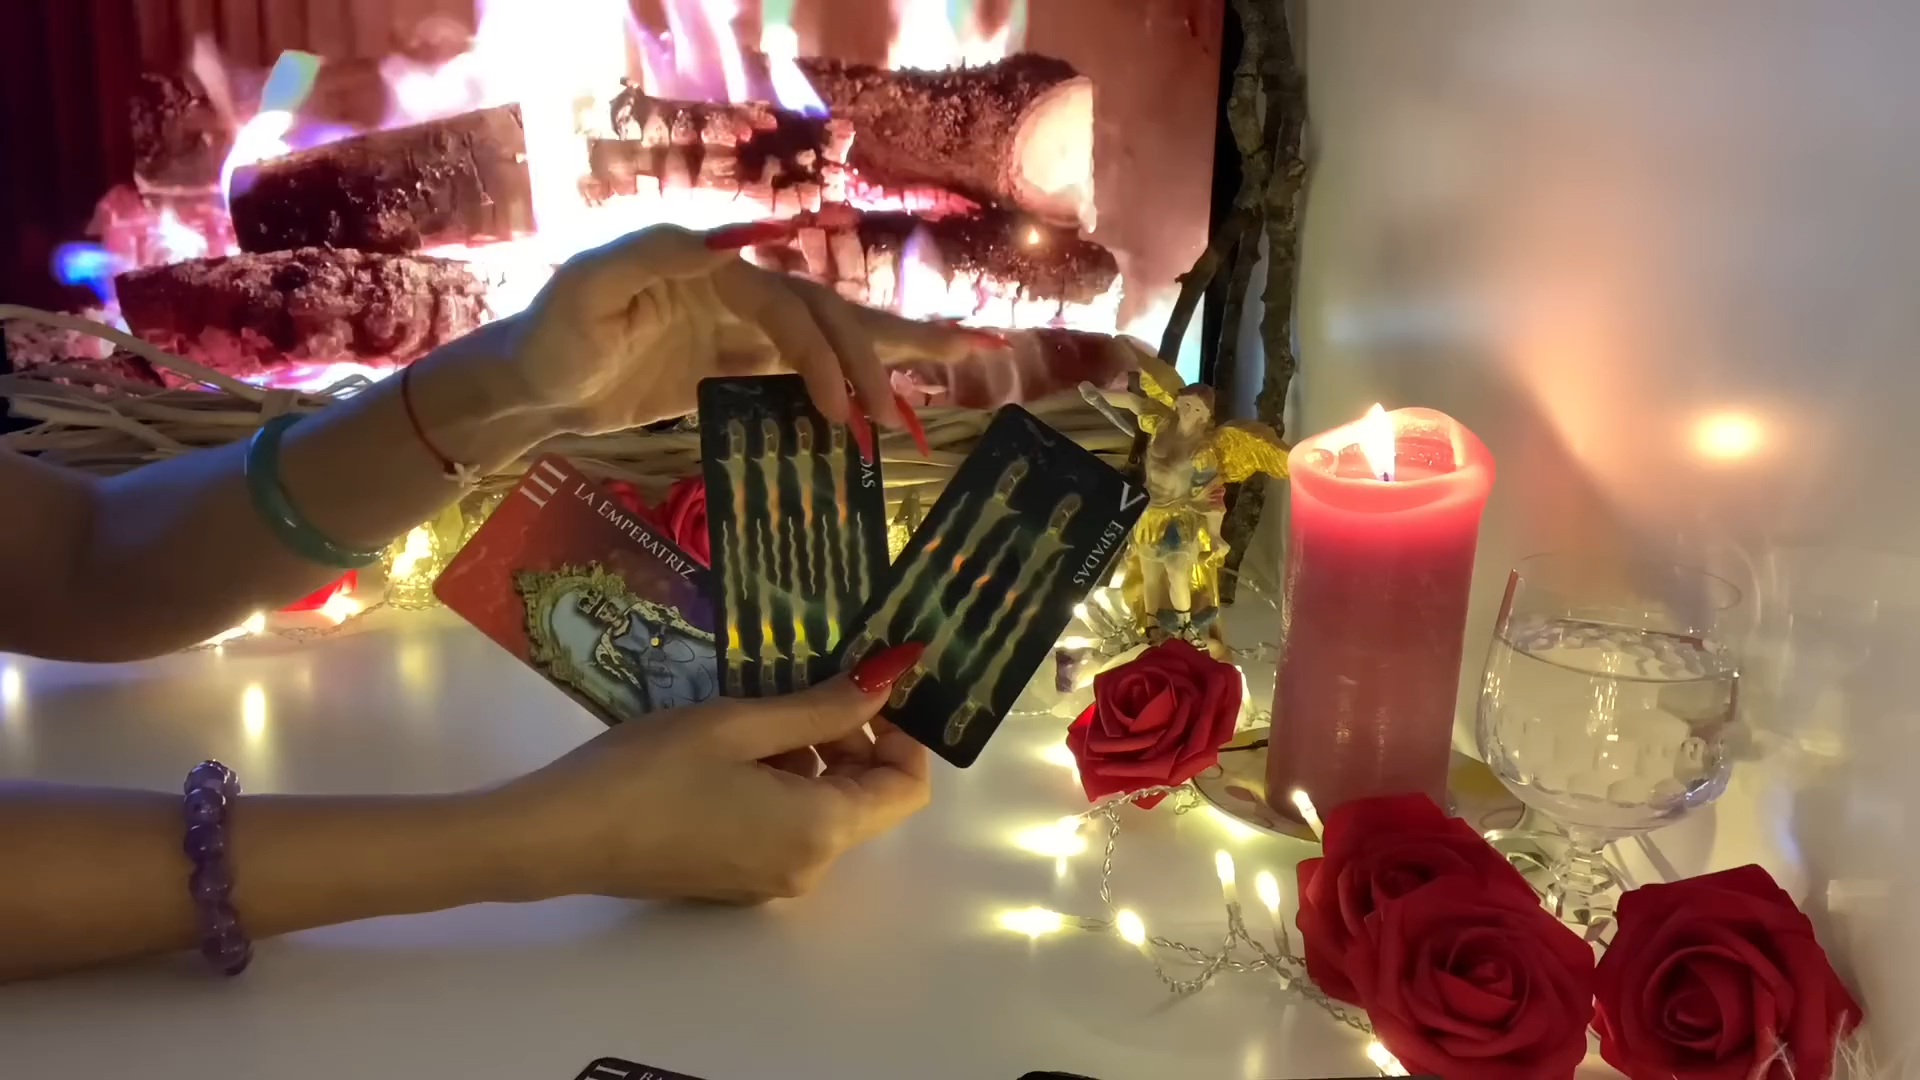 III
LA EMPERATRIZ
DAS
V
ESPADAS